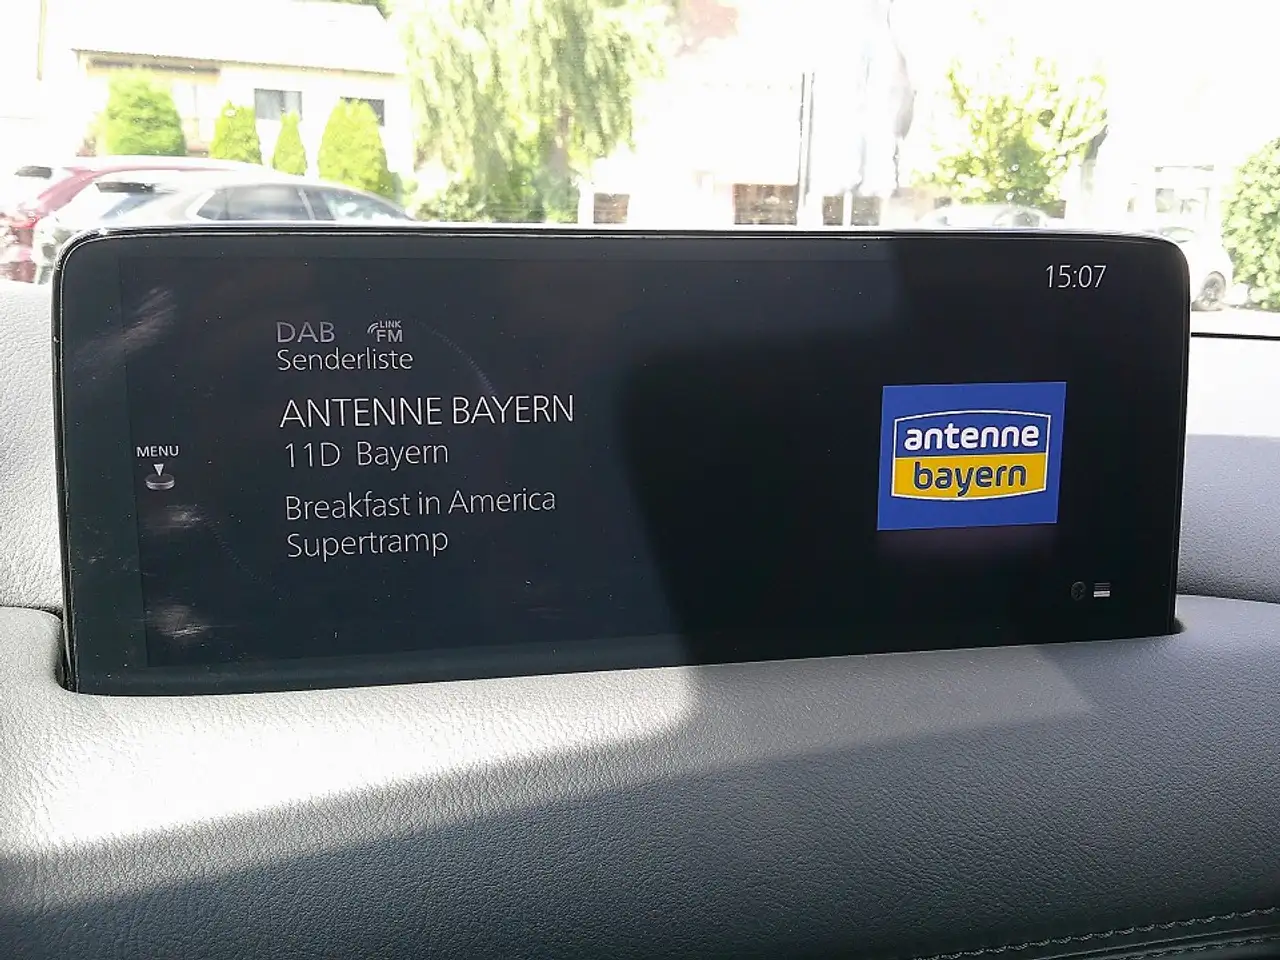 15:07
DAB LINK FM
Senderliste
ANTENNE BAYERN
11D Bayern
MENU
Breakfast in America
Supertramp
antenne
bayern